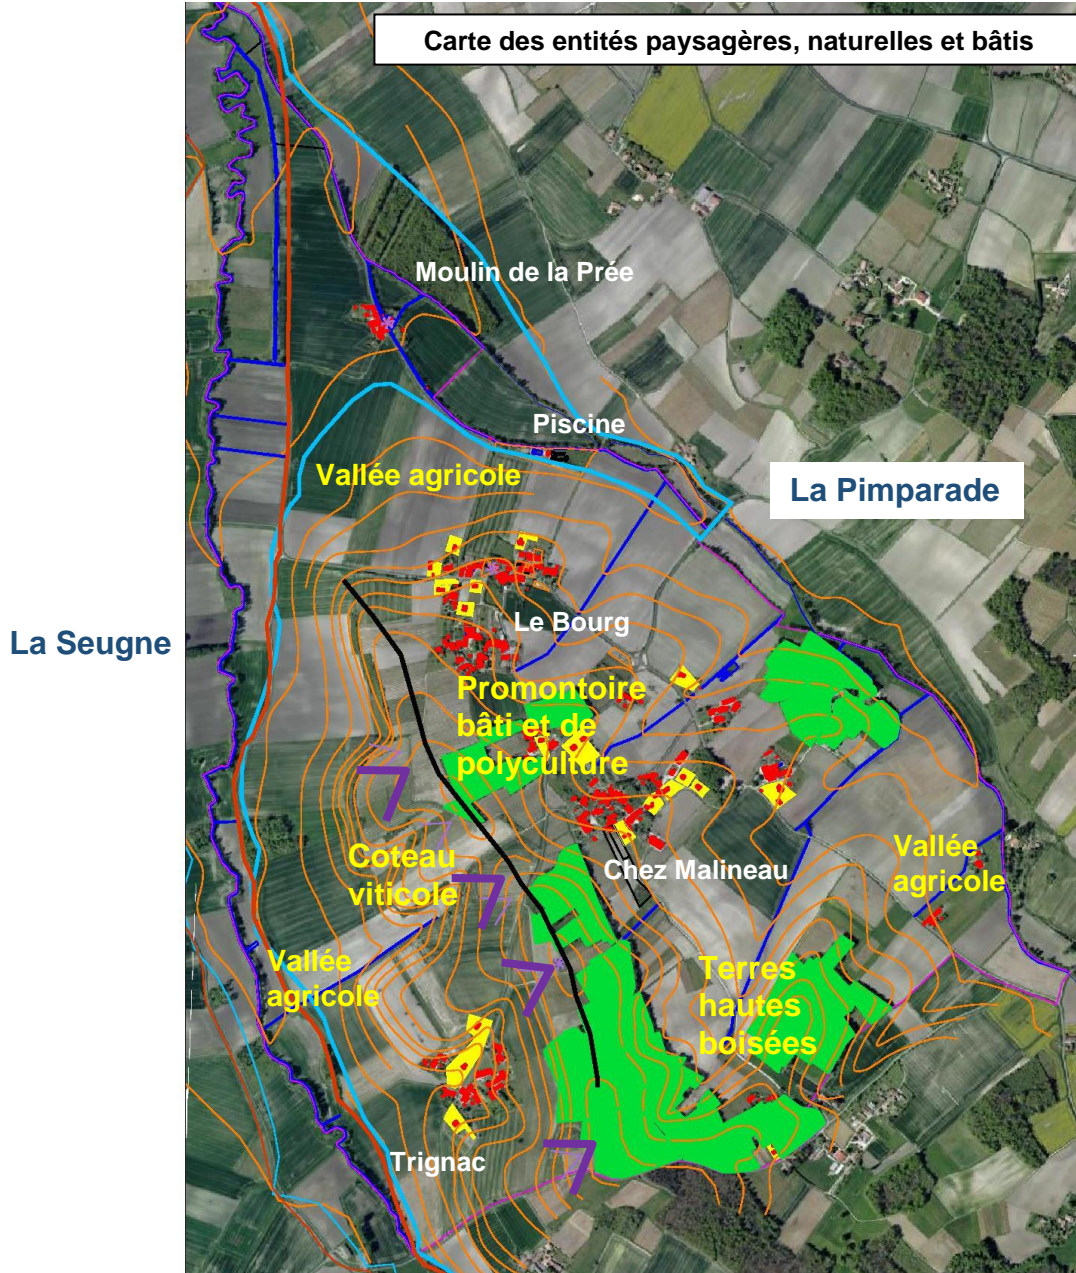 Carte des entités paysagères, naturelles et bâtis
Moulin de la Prée
Piscine
Vallée agricole
La Pimparade
Le Bourg
La Seugne
Promontoire
bâti et de
polyculture
Coteau
viticole
Chez Malineau
Vallée
agricole
Vallée
agricole
Terres
hautes
boisées
Trignac